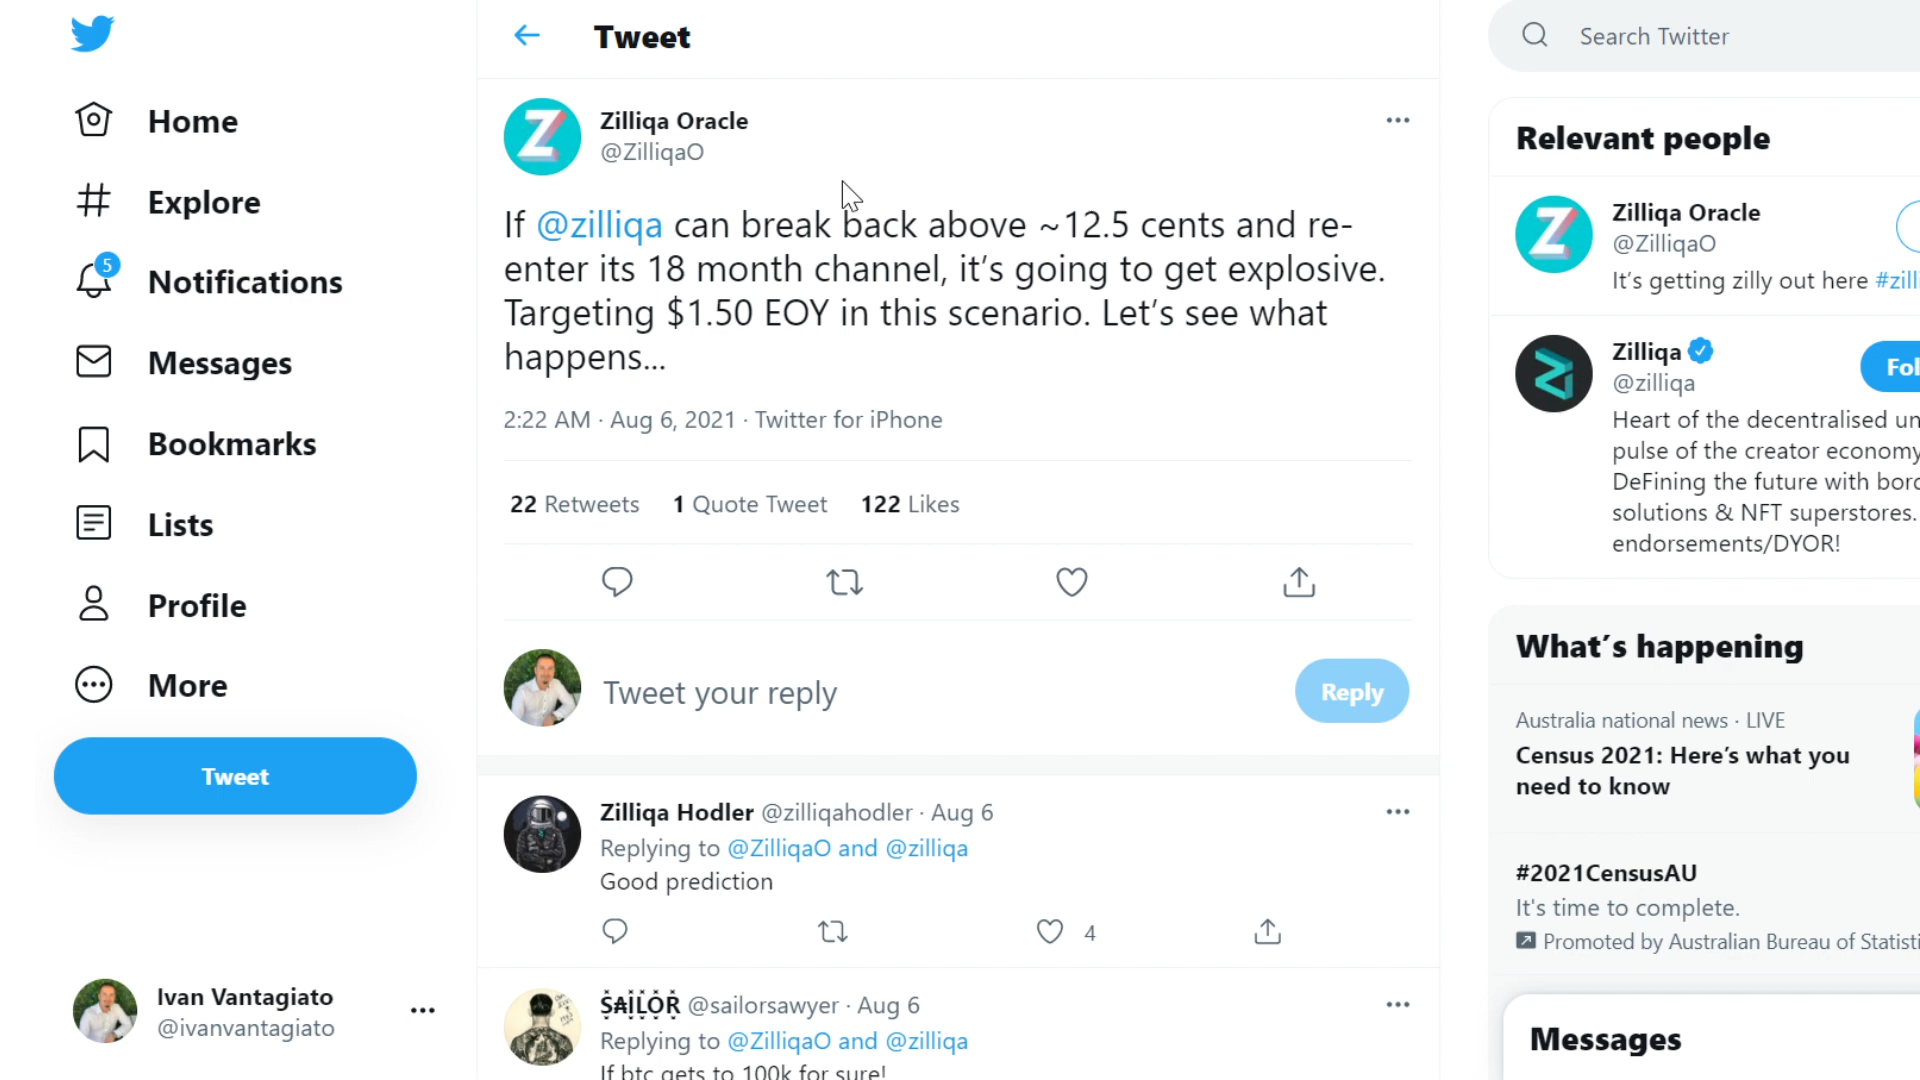 Home
Explore
5
Notifications
Messages
Bookmarks
Lists
Profile
More
Tweet
Ivan Vantagiato
@ivanvantagiato
Tweet
Zilliqa Oracle
@ZilliqaO
If @zilliqa can break back above ~12.5 cents and re-
enter its 18 month channel, it's going to get explosive.
Targeting $1.50 EOY in this scenario. Let's see what
happens...
2:22 AM · Aug 6, 2021 · Twitter for iPhone
22 Retweets 1 Quote Tweet 122 Likes
Tweet your reply
Reply
Zilliqa Hodler @zilliqahodler · Aug 6
Replying to @ZilliqaO and @zilliqa
Good prediction
4
@sailorsawyer · Aug 6
Replying to @ZilliqaO and @zilliqa
If btc gets to 100k for sure!
Search Twitter
Relevant people
Zilliqa Oracle
@ZilliqaO
It's getting zilly out here #zilli
Zilliqa
@zilliqa
Fol
Heart of the decentralised un
pulse of the creator economy
DeFining the future with bord
solutions & NFT superstores.
endorsements/DYOR!
What's happening
Australia national news · LIVE
Census 2021: Here's what you
need to know
#2021CensusAU
It's time to complete.
Promoted by Australian Bureau of Statisti
Messages